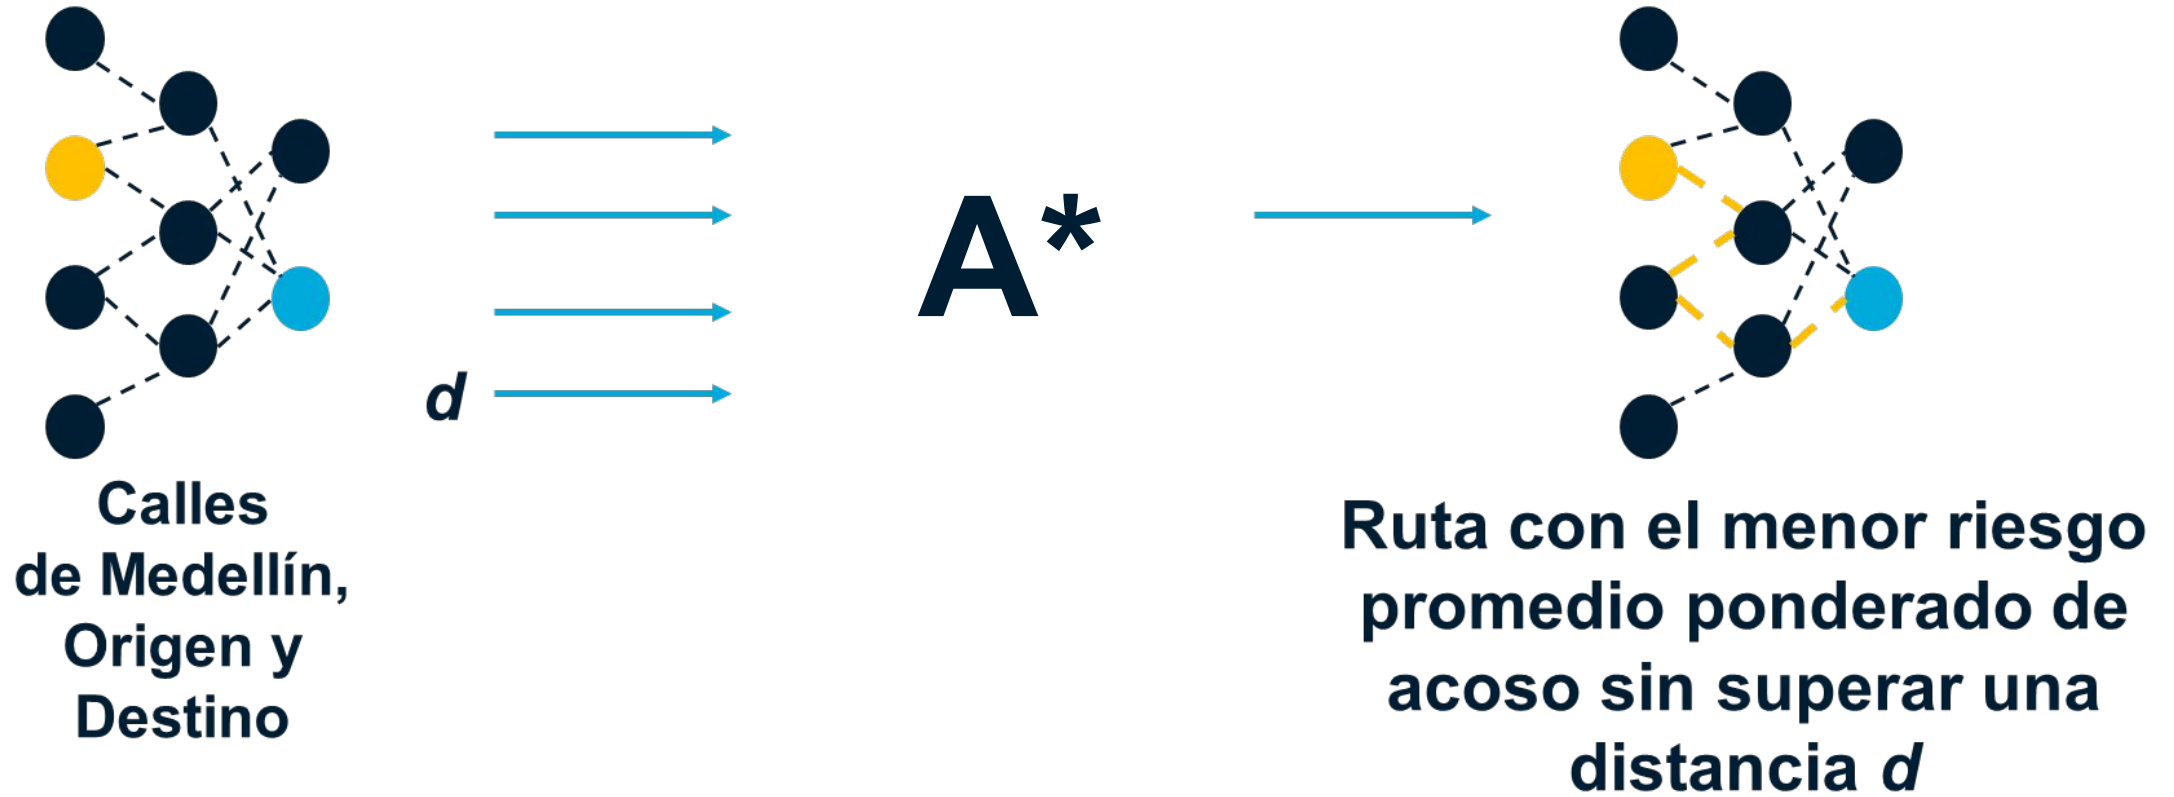 A*
d
Calles
de Medellín,
Origen y
Destino
Ruta con el menor riesgo
promedio ponderado de
acoso sin superar una
distancia d